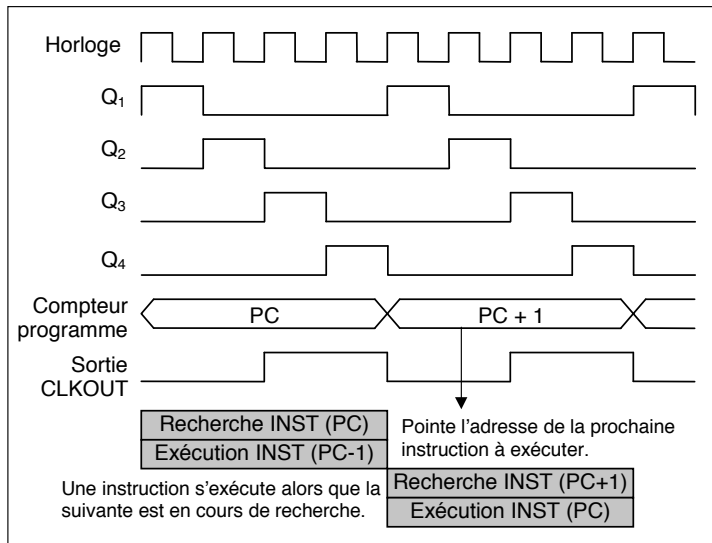 Horloge
Q₁
Q₂
Q₃
Q₄
Compteur
programme
PC
PC + 1
Sortie
CLKOUT
Recherche INST (PC)
Exécution INST (PC-1)
Pointe l’adresse de la prochaine
instruction à exécuter.
Une instruction s’exécute alors que la
suivante est en cours de recherche.
Recherche INST (PC+1)
Exécution INST (PC)